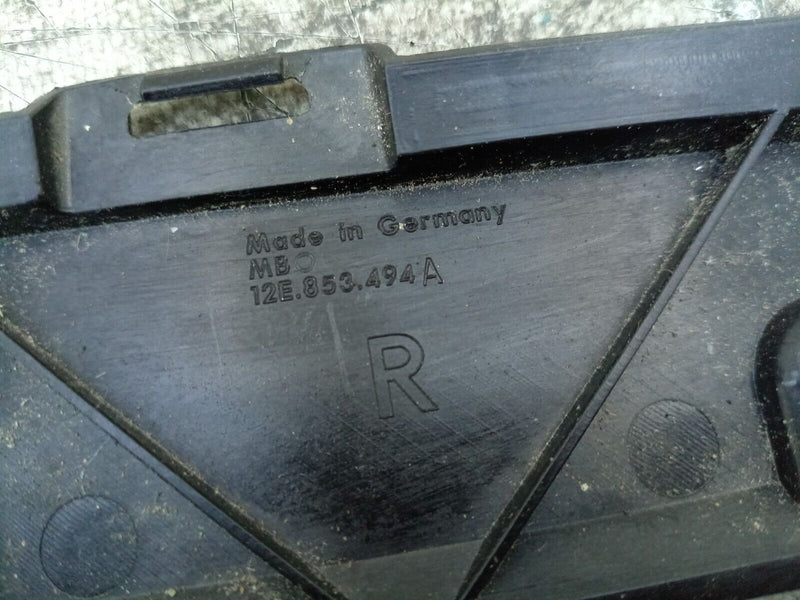 Made in Germany
MB
12E.853.494 A
R